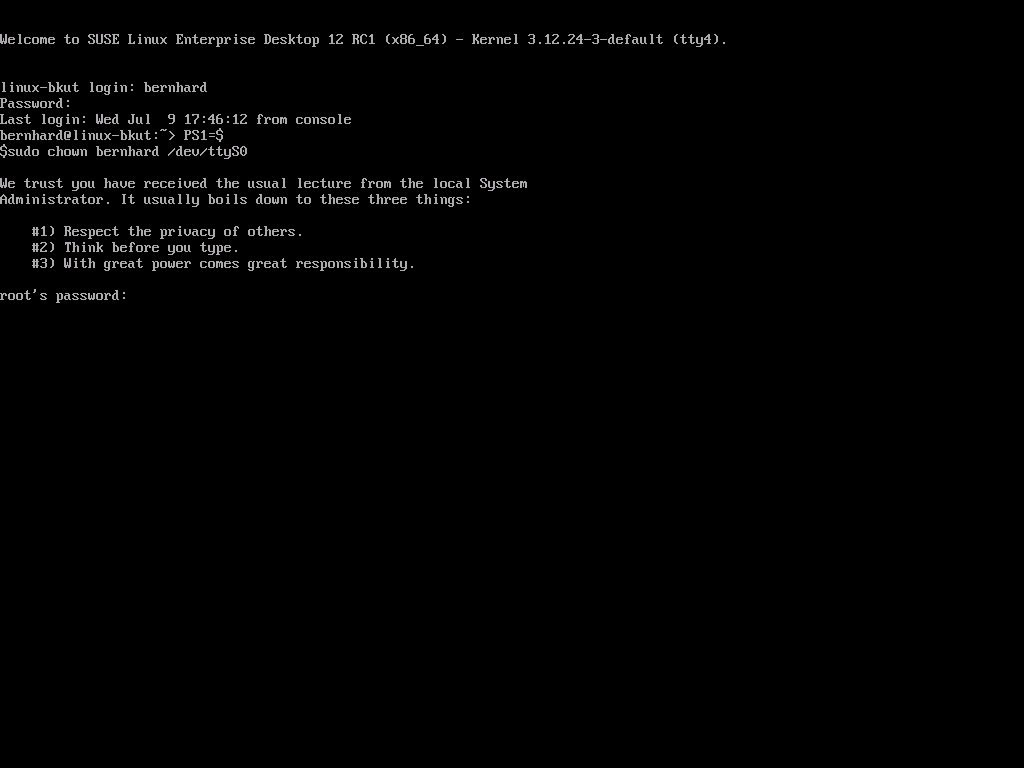 Welcome to SUSE Linux Enterprise Desktop 12 RC1 (x86_64) - Kernel 3.12.24-3-default (tty4).
linux-bkut login: bernhard
Password:
Last login: Wed Jul  9 17:46:12 from console
bernhard@linux-bkut:~> PS1=$
$sudo chown bernhard /dev/ttyS0
We trust you have received the usual lecture from the local System
Administrator. It usually boils down to these three things:
    #1) Respect the privacy of others.
    #2) Think before you type.
    #3) With great power comes great responsibility.
root's password: